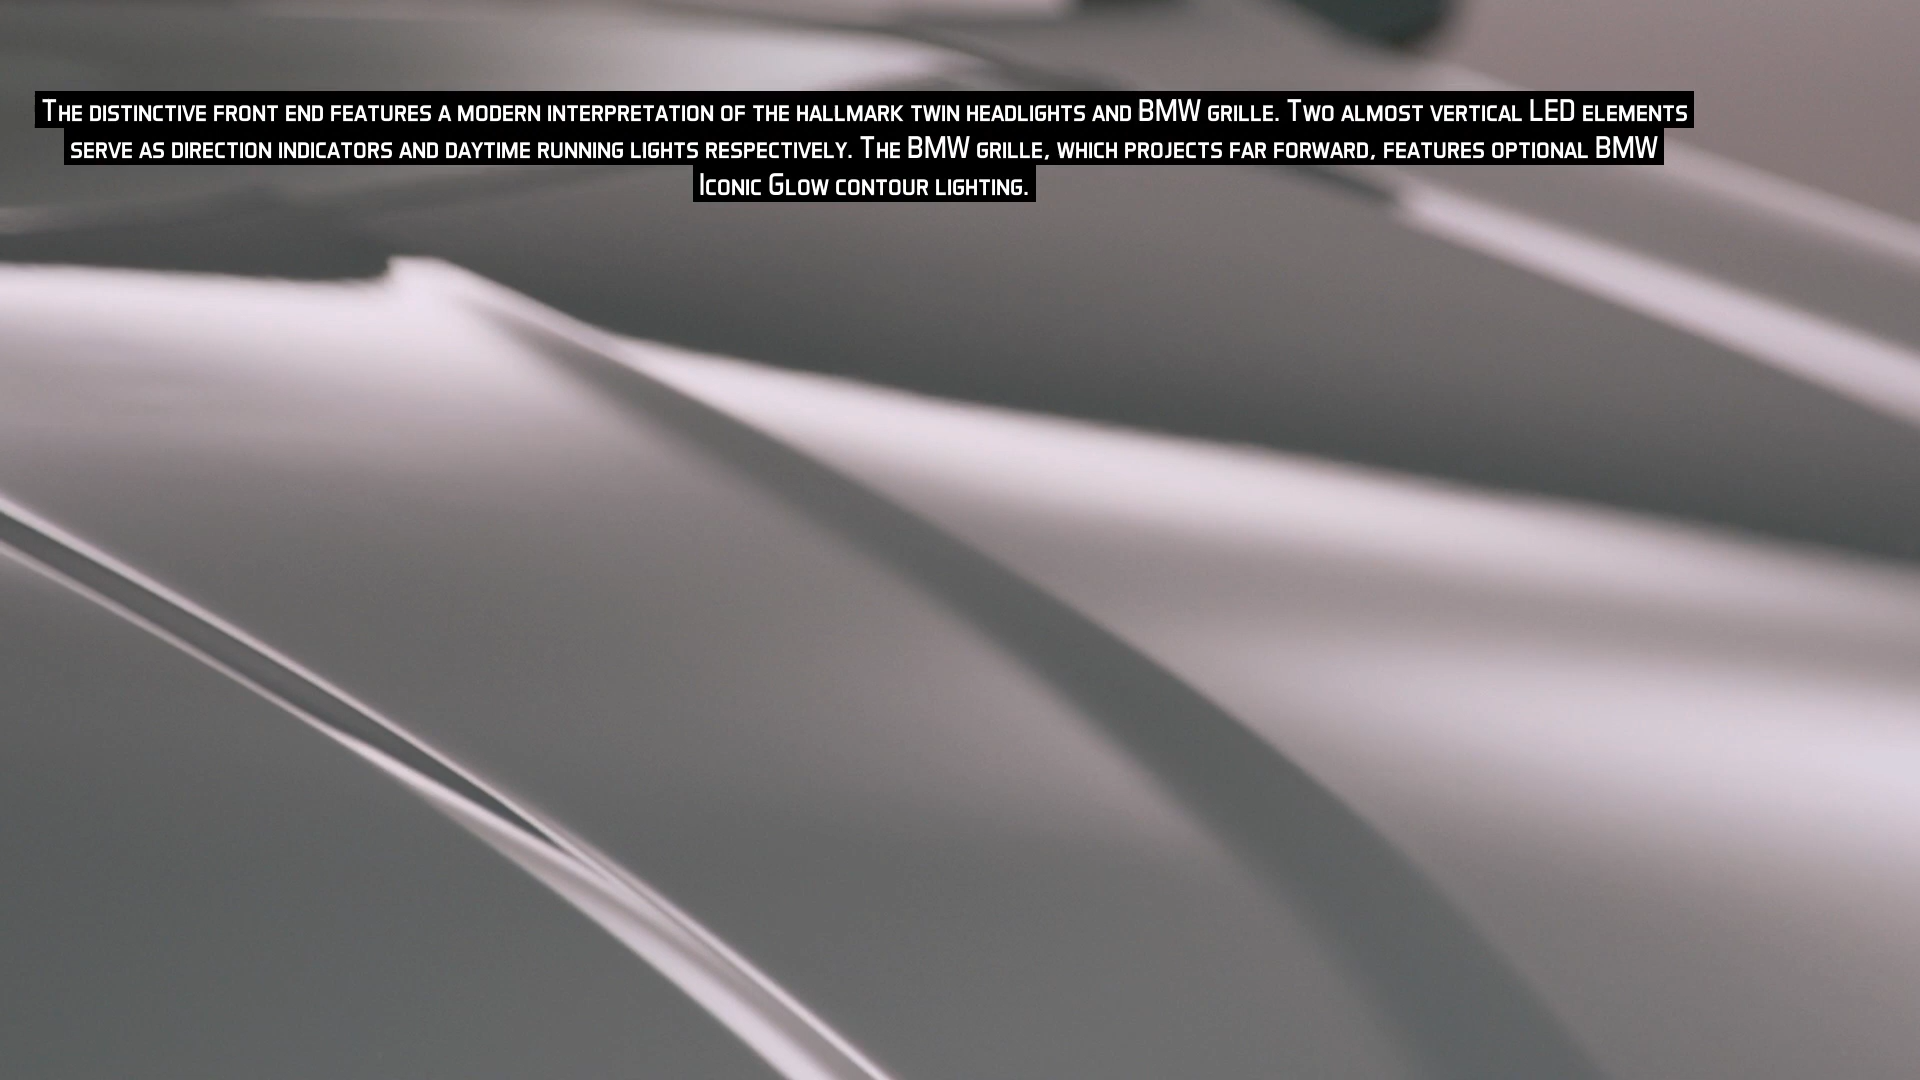 The distinctive front end features a modern interpretation of the hallmark twin headlights and BMW grille. Two almost vertical LED elements
serve as direction indicators and daytime running lights respectively. The BMW grille, which projects far forward, features optional BMW
Iconic Glow contour lighting.